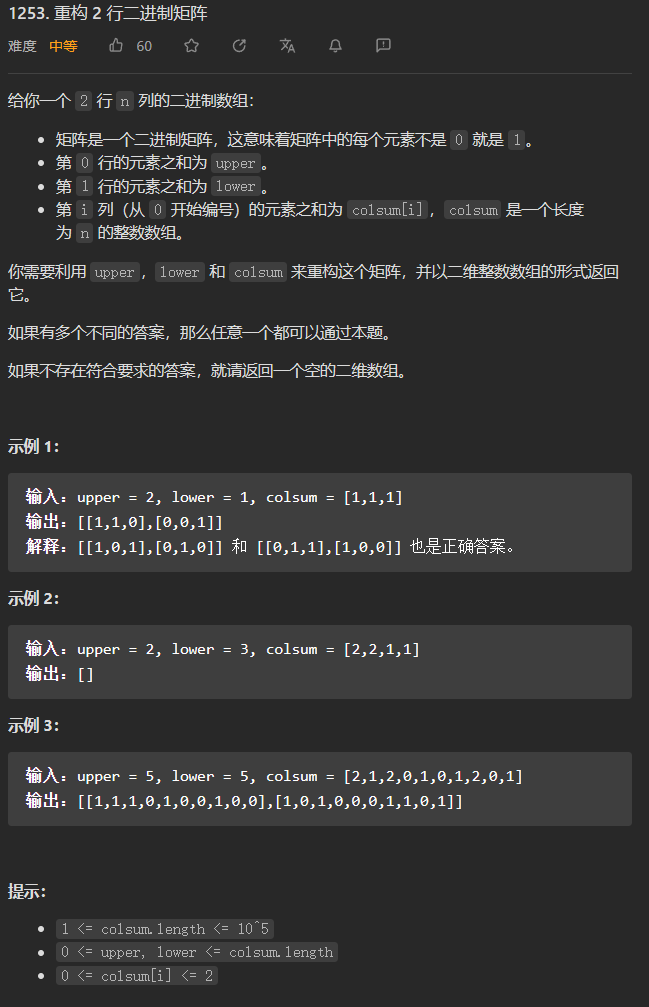 1253. 重构 2 行二进制矩阵
难度 中等 60
给你一个 2 行 n 列的二进制数组：
矩阵是一个二进制矩阵，这意味着矩阵中的每个元素不是 0 就是 1。
第 0 行的元素之和为 upper。
第 1 行的元素之和为 lower。
第 i 列（从 0 开始编号）的元素之和为 colsum[i]，colsum 是一个长度
为 n 的整数数组。
你需要利用 upper，lower 和 colsum 来重构这个矩阵，并以二维整数数组的形式返回
它。
如果有多个不同的答案，那么任意一个都可以通过本题。
如果不存在符合要求的答案，就请返回一个空的二维数组。
示例 1：
输入：upper = 2, lower = 1, colsum = [1,1,1]
输出：[[1,1,0],[0,0,1]]
解释：[[1,0,1],[0,1,0]] 和 [[0,1,1],[1,0,0]] 也是正确答案。
示例 2：
输入：upper = 2, lower = 3, colsum = [2,2,1,1]
输出：[]
示例 3：
输入：upper = 5, lower = 5, colsum = [2,1,2,0,1,0,1,2,0,1]
输出：[[1,1,1,0,1,0,0,1,0,0],[1,0,1,0,0,0,1,1,0,1]]
提示：
1 <= colsum.length <= 10^5
0 <= upper, lower <= colsum.length
0 <= colsum[i] <= 2